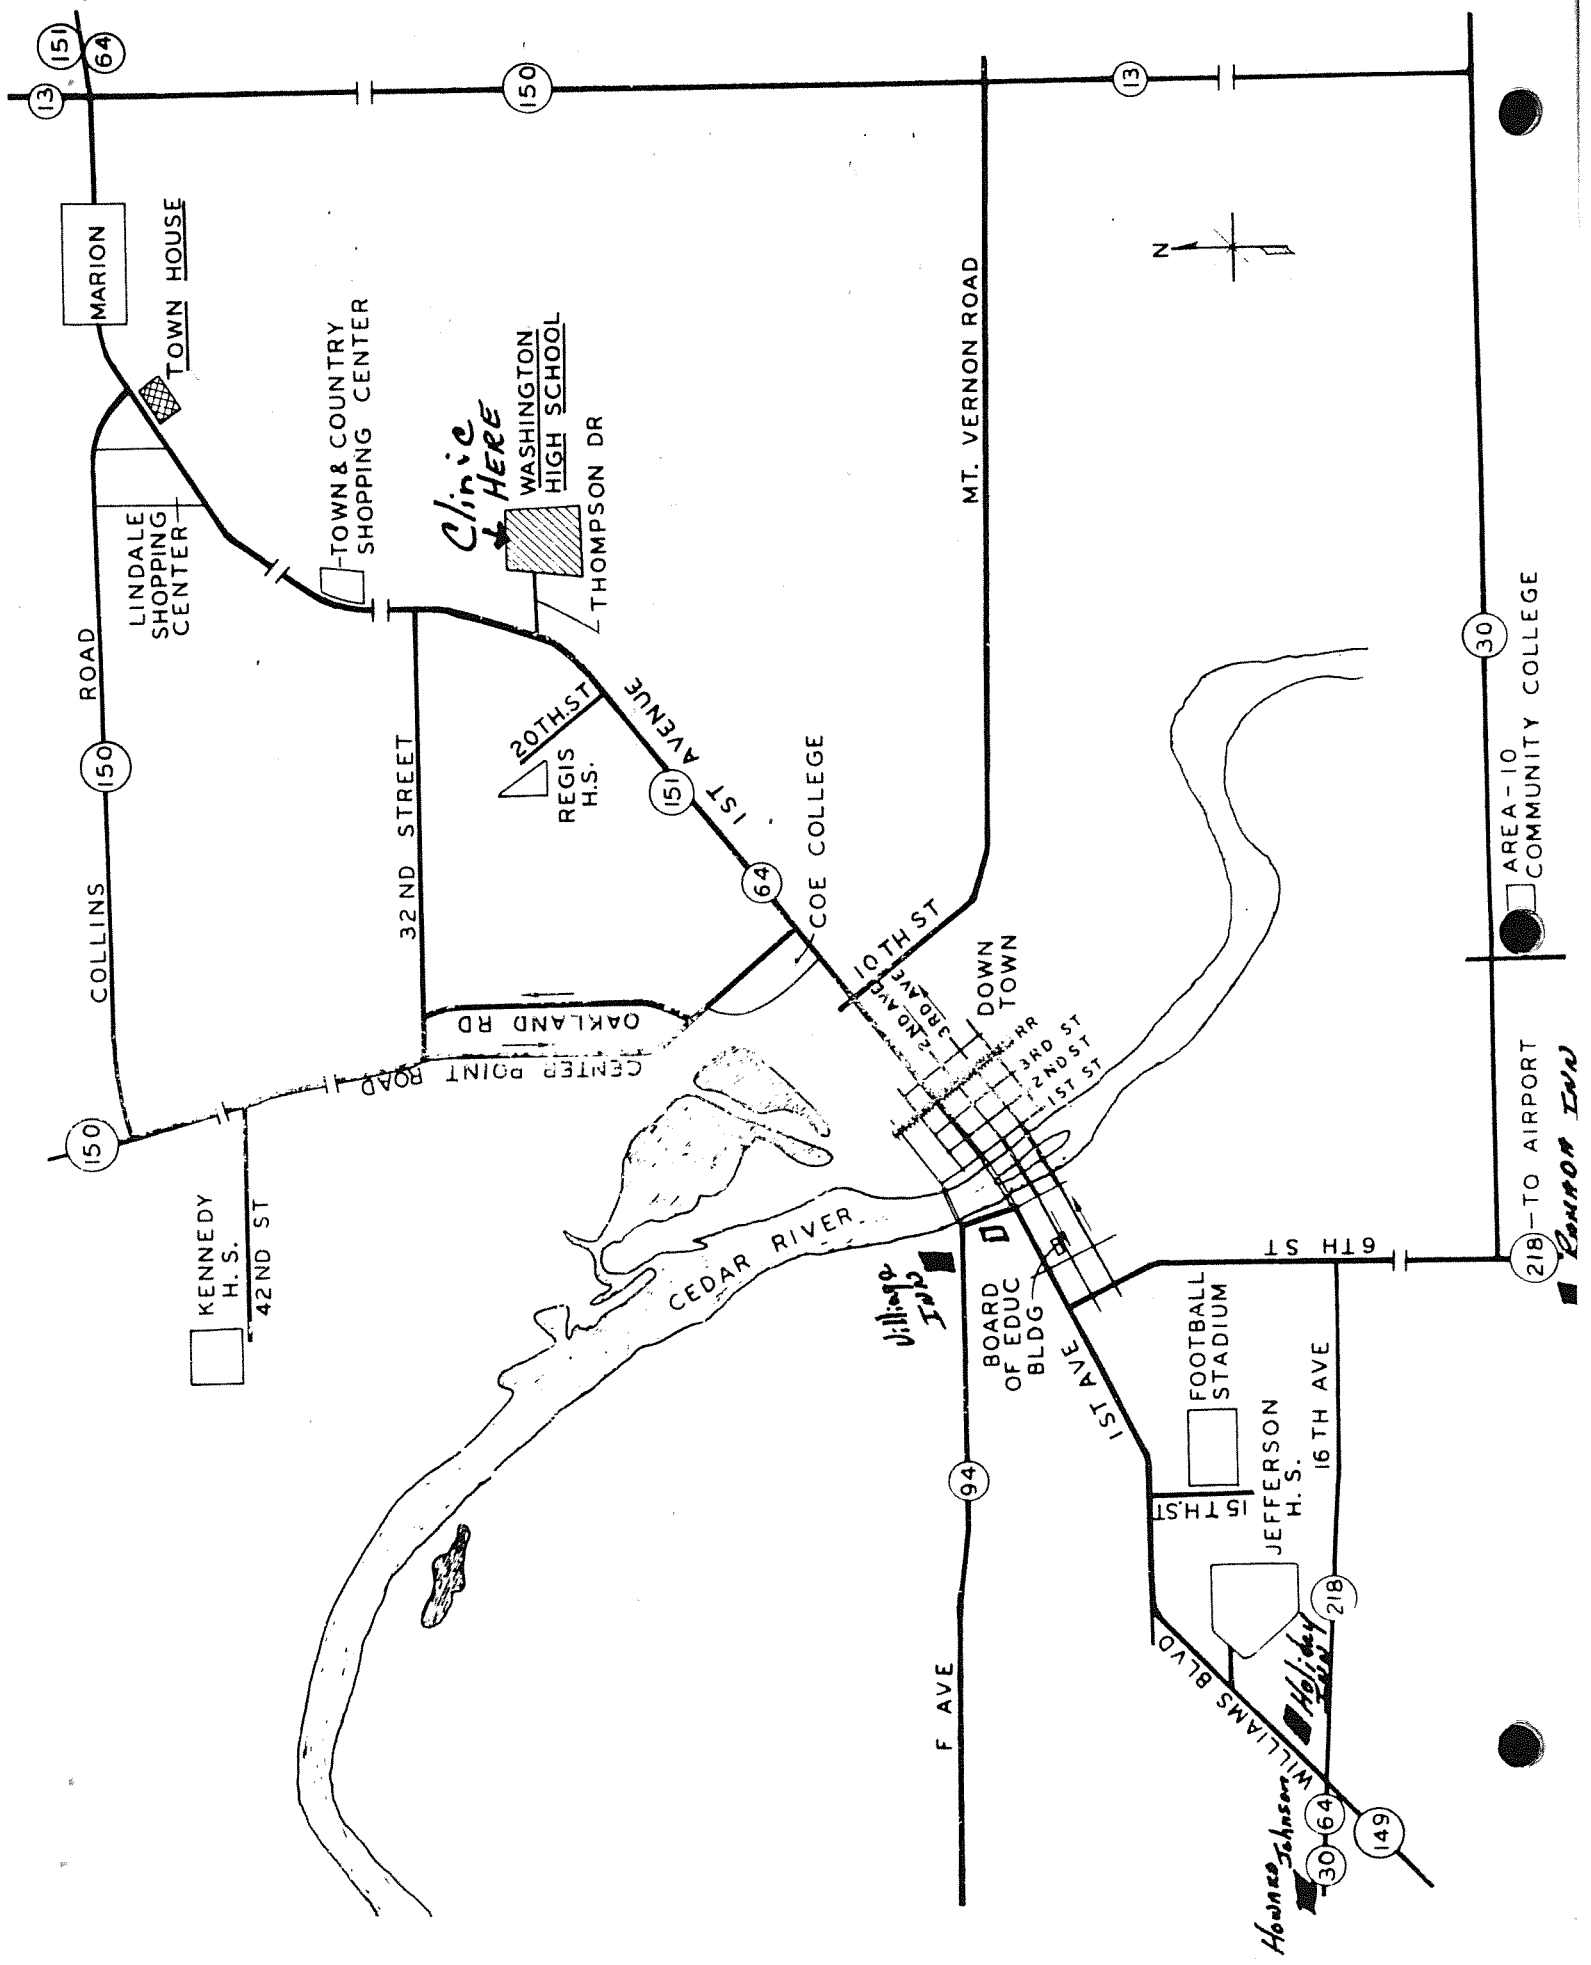 13
151
64
MARION
TOWN HOUSE
150
13
COLLINS
150
ROAD
LINDALE
SHOPPING
CENTER
TOWN & COUNTRY
SHOPPING CENTER
Clinic
HERE
WASHINGTON
HIGH SCHOOL
THOMPSON DR
MT. VERNON ROAD
N
32ND STREET
20TH.ST
REGIS
H.S.
1ST AVENUE
151
64
COE COLLEGE
10TH ST
2ND AVE
3RD AVE
DOWN
TOWN
RR
3RD ST
2ND ST
1ST ST
OAKLAND RD
CENTER POINT ROAD
150
KENNEDY
H. S.
42ND ST
CEDAR RIVER
Village
INN
BOARD
OF EDUC
BLDG
1ST AVE
6TH ST
30
AREA-10
COMMUNITY COLLEGE
218-TO AIRPORT
RAMADA INN
FOOTBALL
STADIUM
15TH.ST
JEFFERSON
H. S.
16TH AVE
218
94
F AVE
WILLIAMS BLVD
Holiday
INN
Howard
Johnson
64
30
149